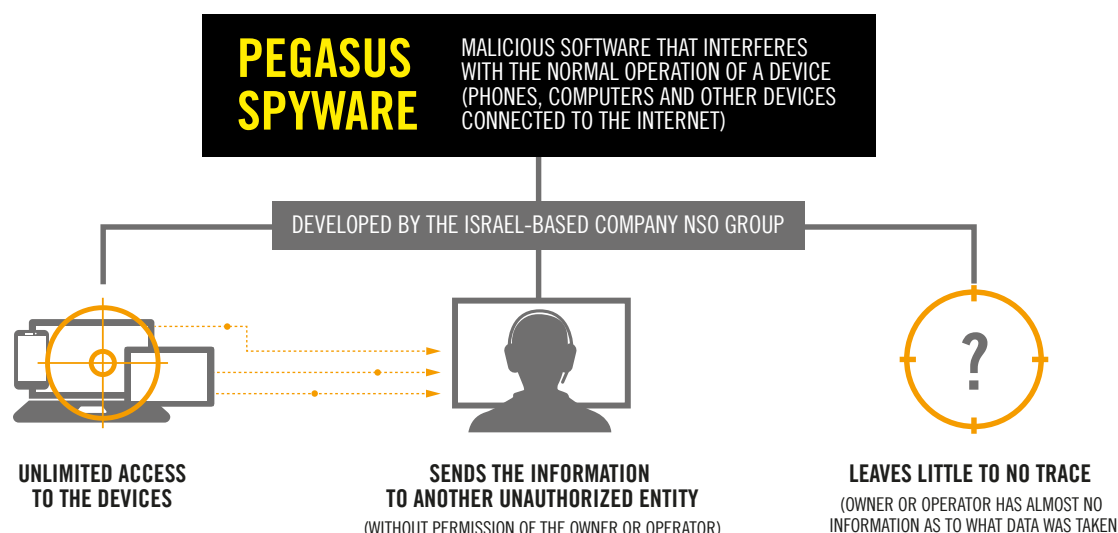 PEGASUS
SPYWARE
MALICIOUS SOFTWARE THAT INTERFERES
WITH THE NORMAL OPERATION OF A DEVICE
(PHONES, COMPUTERS AND OTHER DEVICES
CONNECTED TO THE INTERNET)
DEVELOPED BY THE ISRAEL-BASED COMPANY NSO GROUP
?
UNLIMITED ACCESS
TO THE DEVICES
SENDS THE INFORMATION
TO ANOTHER UNAUTHORIZED ENTITY
(WITHOUT PERMISSION OF THE OWNER OR OPERATOR)
LEAVES LITTLE TO NO TRACE
(OWNER OR OPERATOR HAS ALMOST NO
INFORMATION AS TO WHAT DATA WAS TAKEN